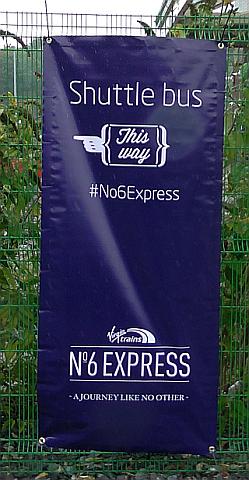 Shuttle bus
This
way
#No6Express
Virgin
trains
Nº6 EXPRESS
- A JOURNEY LIKE NO OTHER -